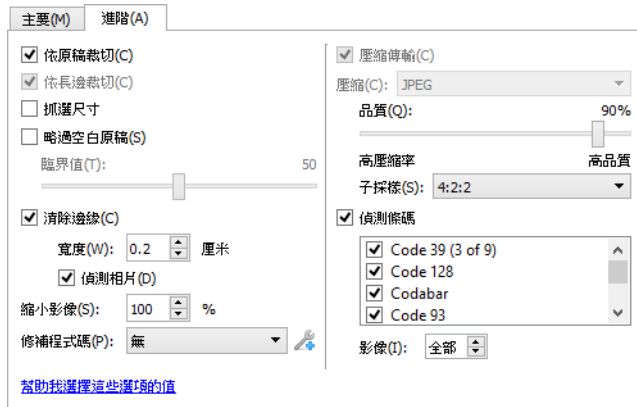 主要(M)
進階(A)
依原稿裁切(C)
依長邊裁切(C)
抓選尺寸
略過空白原稿(S)
臨界值(T): 50
清除邊緣(C)
寬度(W): 0.2 厘米
偵測相片(D)
縮小影像(S): 100 %
修補程式碼(P): 無
幫助我選擇這些選項的值
壓縮傳輸(C)
壓縮(C): JPEG
品質(Q): 90%
高壓縮率 高品質
子採樣(S): 4:2:2
偵測條碼
Code 39 (3 of 9)
Code 128
Codabar
Code 93
影像(I): 全部